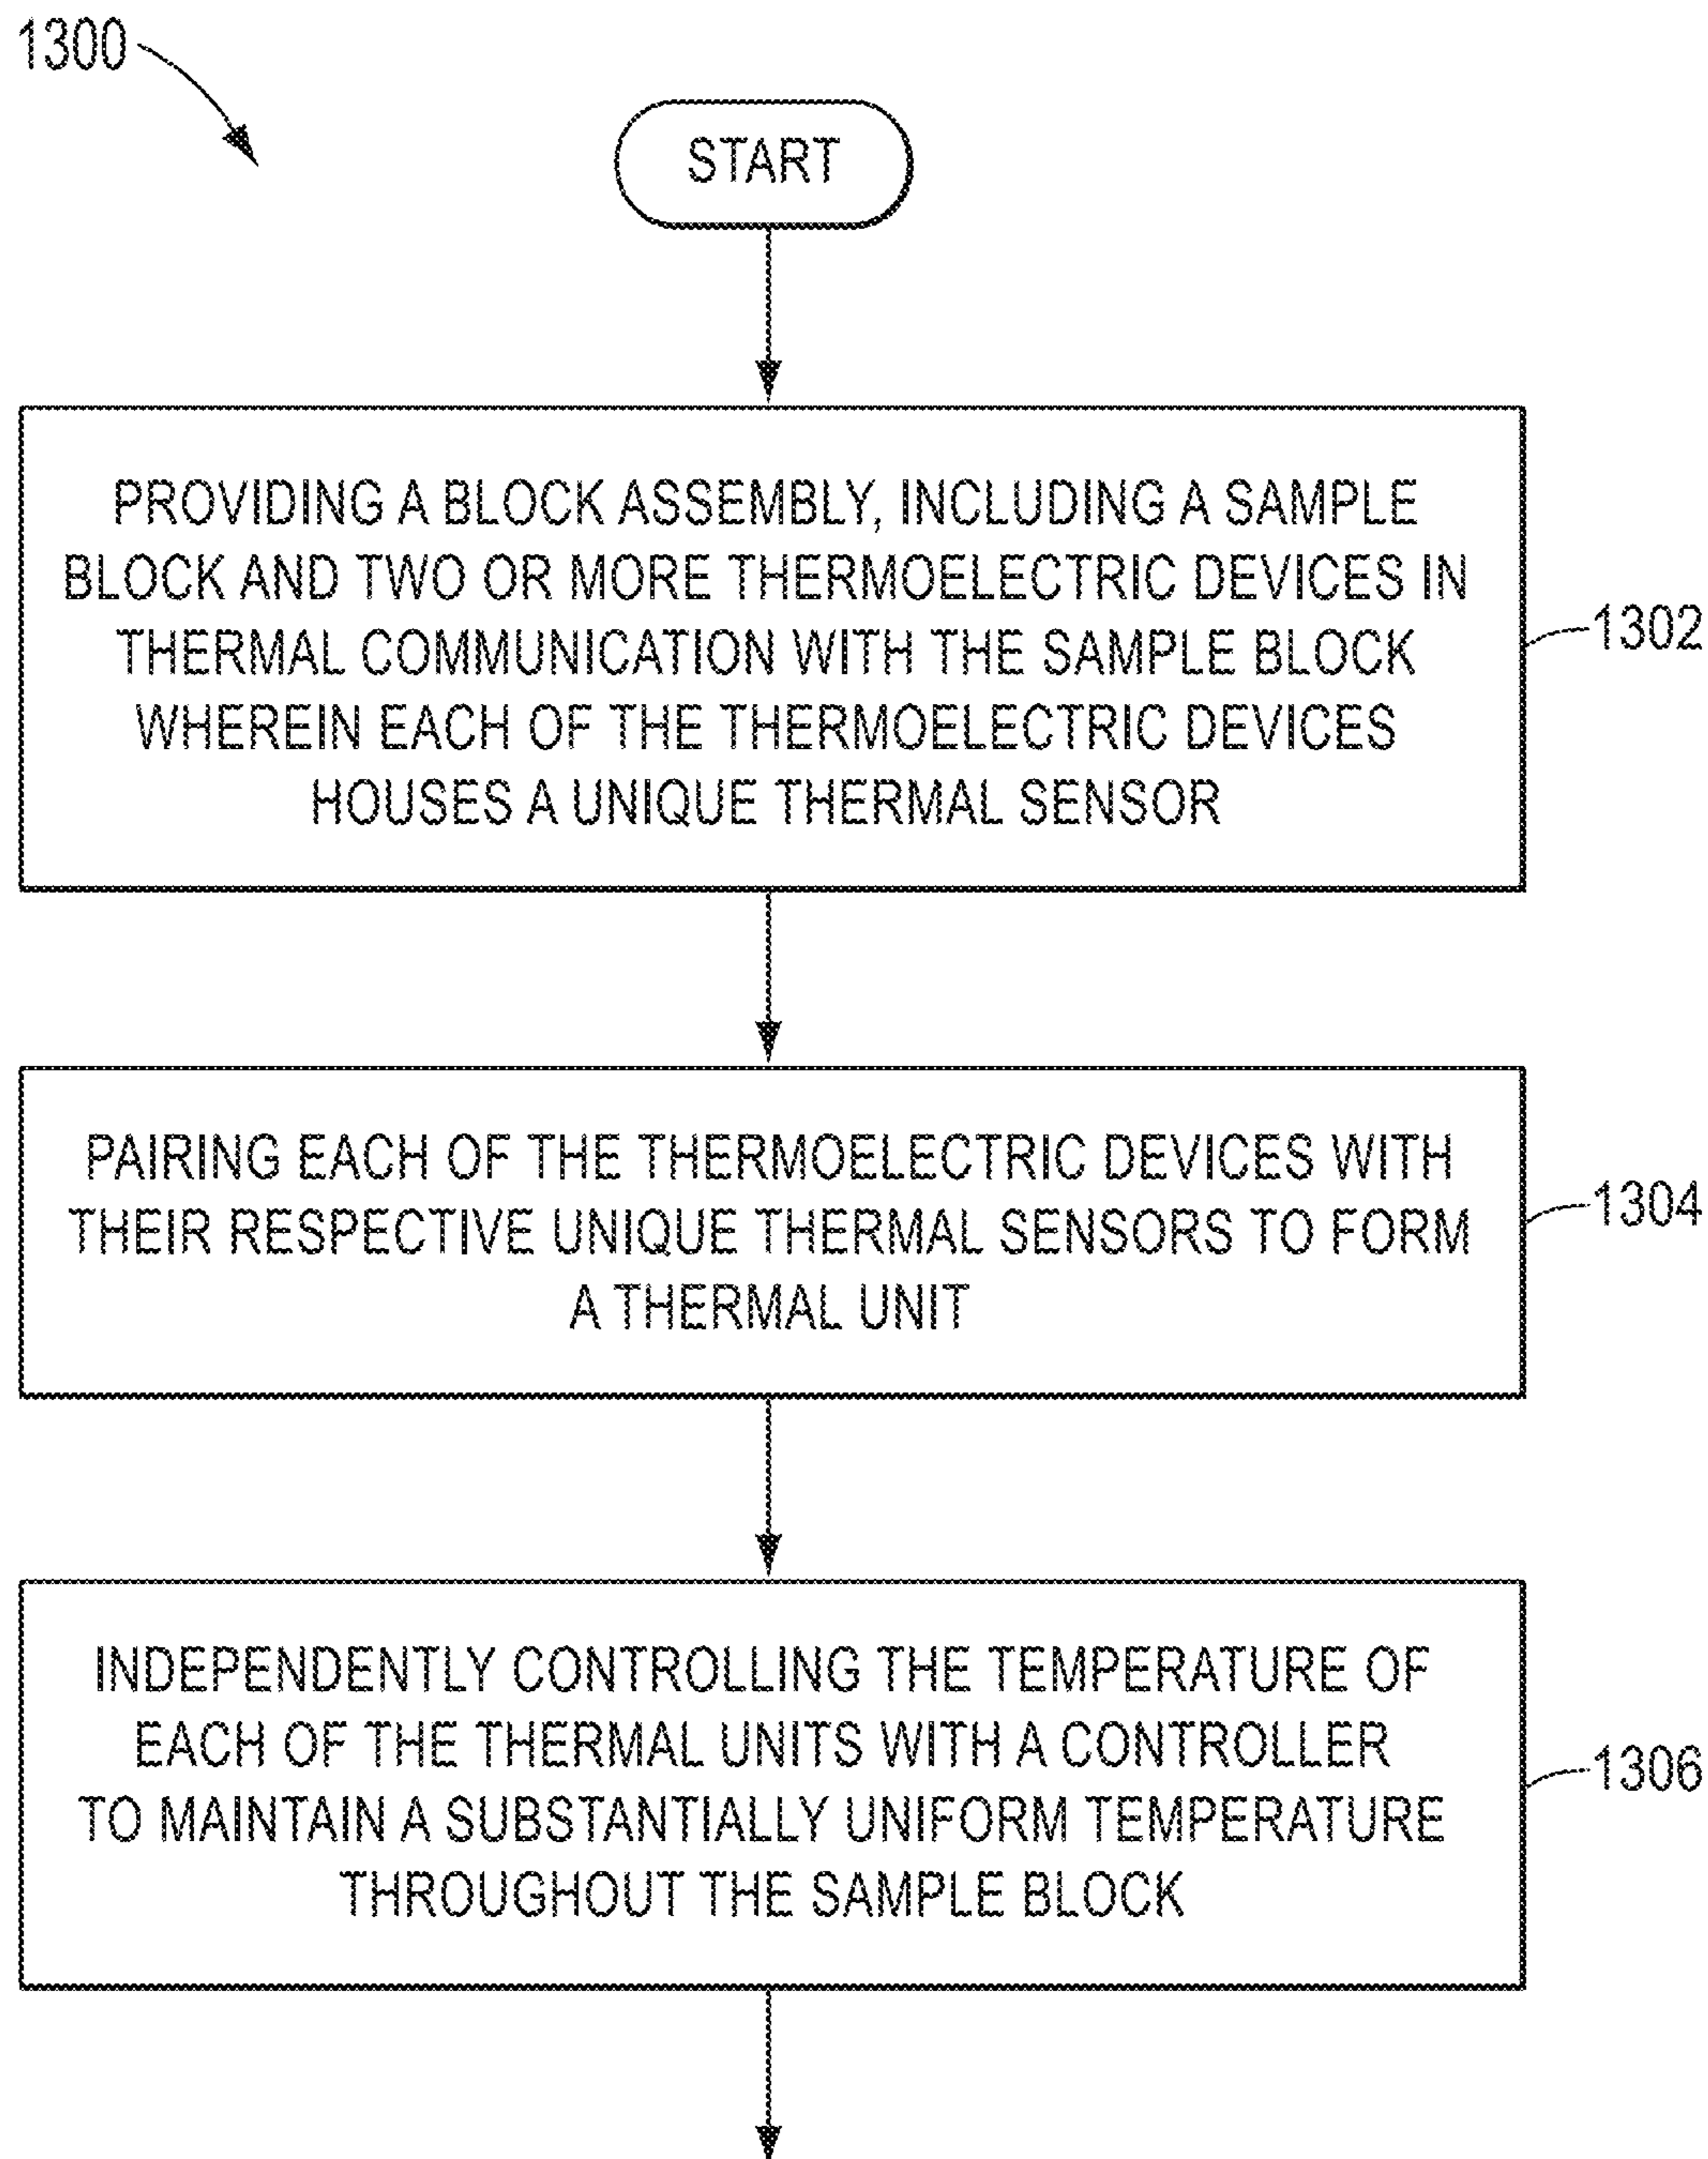 1300
START
PROVIDING A BLOCK ASSEMBLY, INCLUDING A SAMPLE
BLOCK AND TWO OR MORE THERMOELECTRIC DEVICES IN
THERMAL COMMUNICATION WITH THE SAMPLE BLOCK
WHEREIN EACH OF THE THERMOELECTRIC DEVICES
HOUSES A UNIQUE THERMAL SENSOR
1302
PAIRING EACH OF THE THERMOELECTRIC DEVICES WITH
THEIR RESPECTIVE UNIQUE THERMAL SENSORS TO FORM
A THERMAL UNIT
1304
INDEPENDENTLY CONTROLLING THE TEMPERATURE OF
EACH OF THE THERMAL UNITS WITH A CONTROLLER
TO MAINTAIN A SUBSTANTIALLY UNIFORM TEMPERATURE
THROUGHOUT THE SAMPLE BLOCK
1306